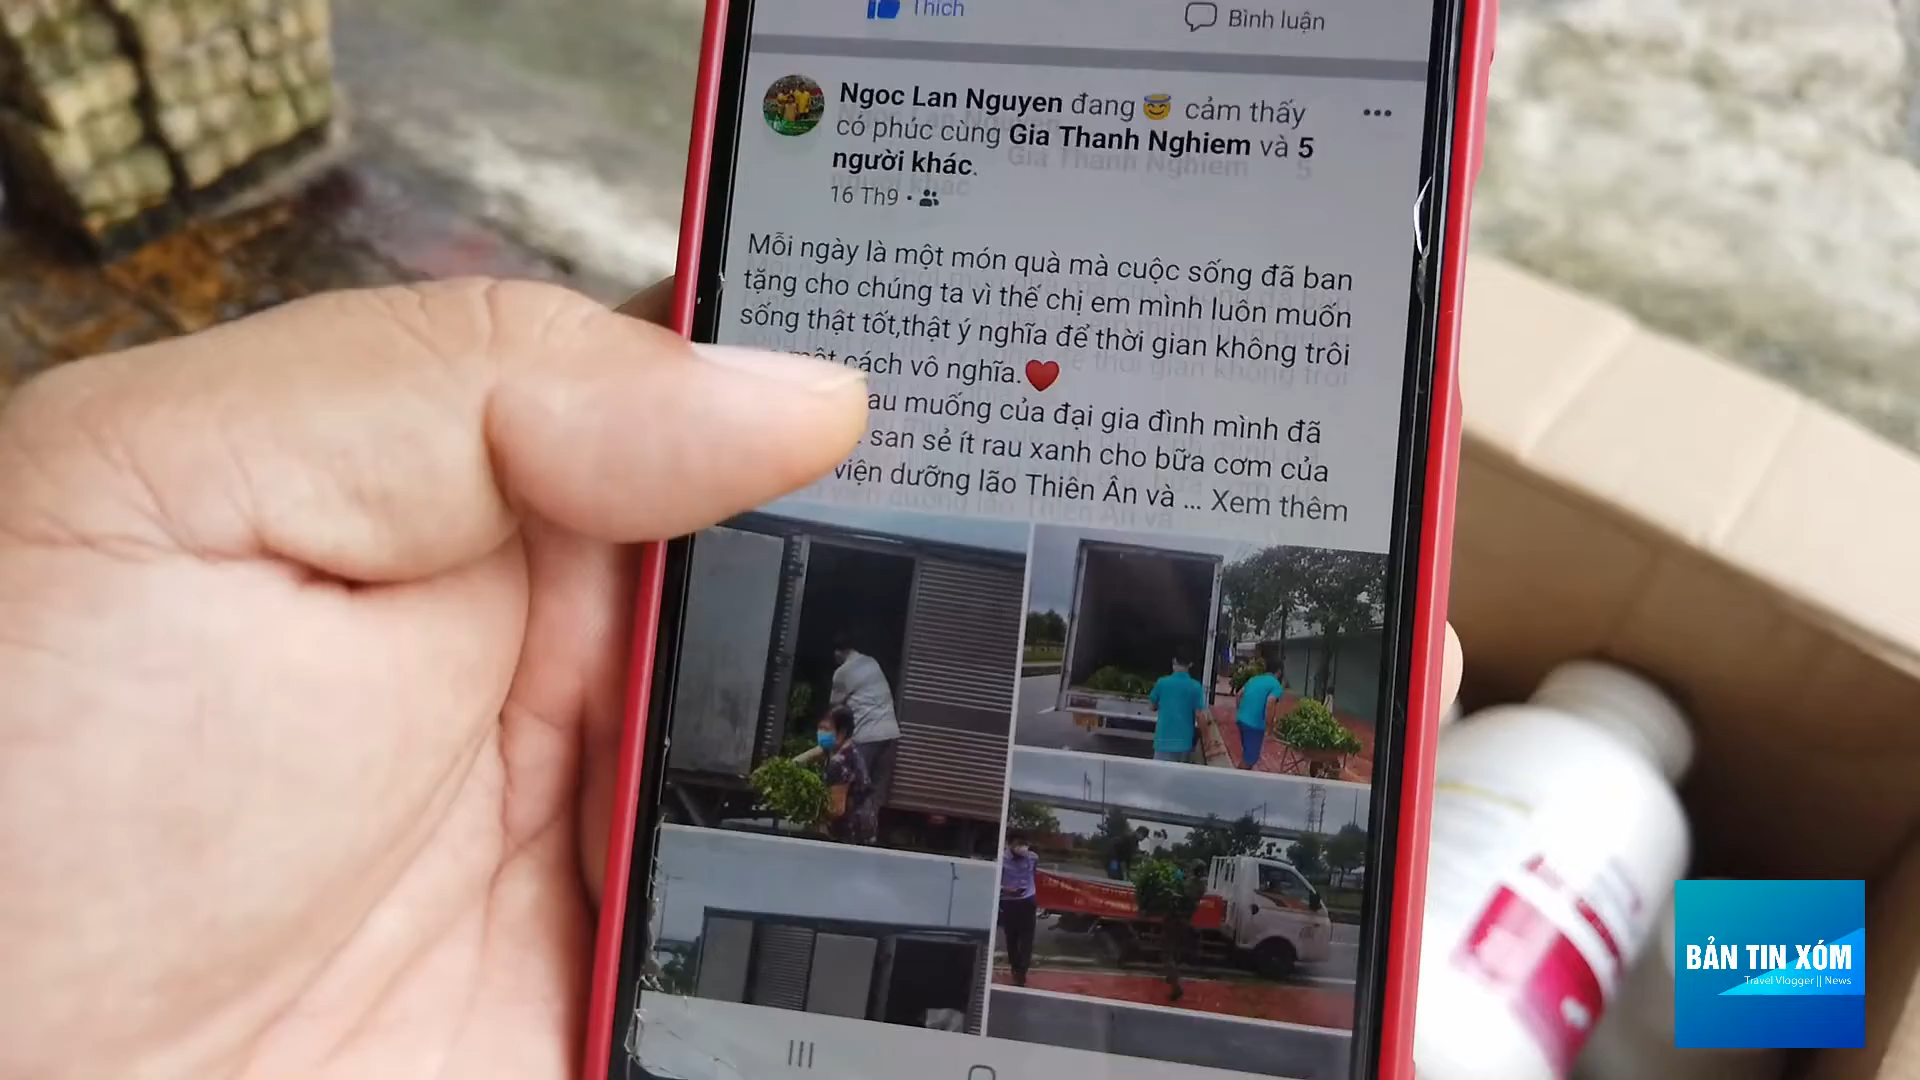 Thích
Bình luận
Ngoc Lan Nguyen đang 😇 cảm thấy
có phúc cùng Gia Thanh Nghiem và 5
người khác.
16 Th9
Mỗi ngày là một món quà mà cuộc sống đã ban
tặng cho chúng ta vì thế chị em mình luôn muốn
sống thật tốt,thật ý nghĩa để thời gian không trôi
một cách vô nghĩa.❤️
muống của đại gia đình mình đã
san sẻ ít rau xanh cho bữa cơm của
viện dưỡng lão Thiên Ân và ... Xem thêm
BẢN TIN XÓM
Travel Vlogger || News